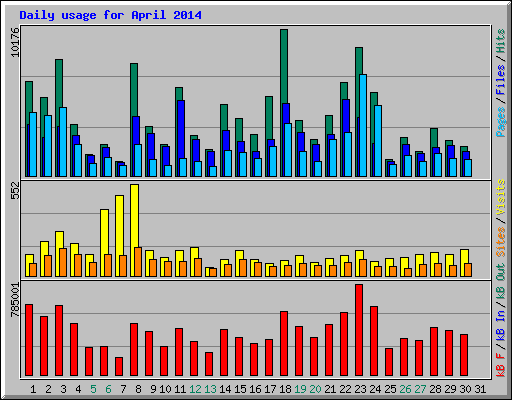 Daily usage for April 2014
10176
562
785001
Pages / Files / Hits
Sites / Visits
kB F / kB In / kB Out
1 2 3 4 5 6 7 8 9 10 11 12 13 14 15 16 17 18 19 20 21 22 23 24 25 26 27 28 29 30 31